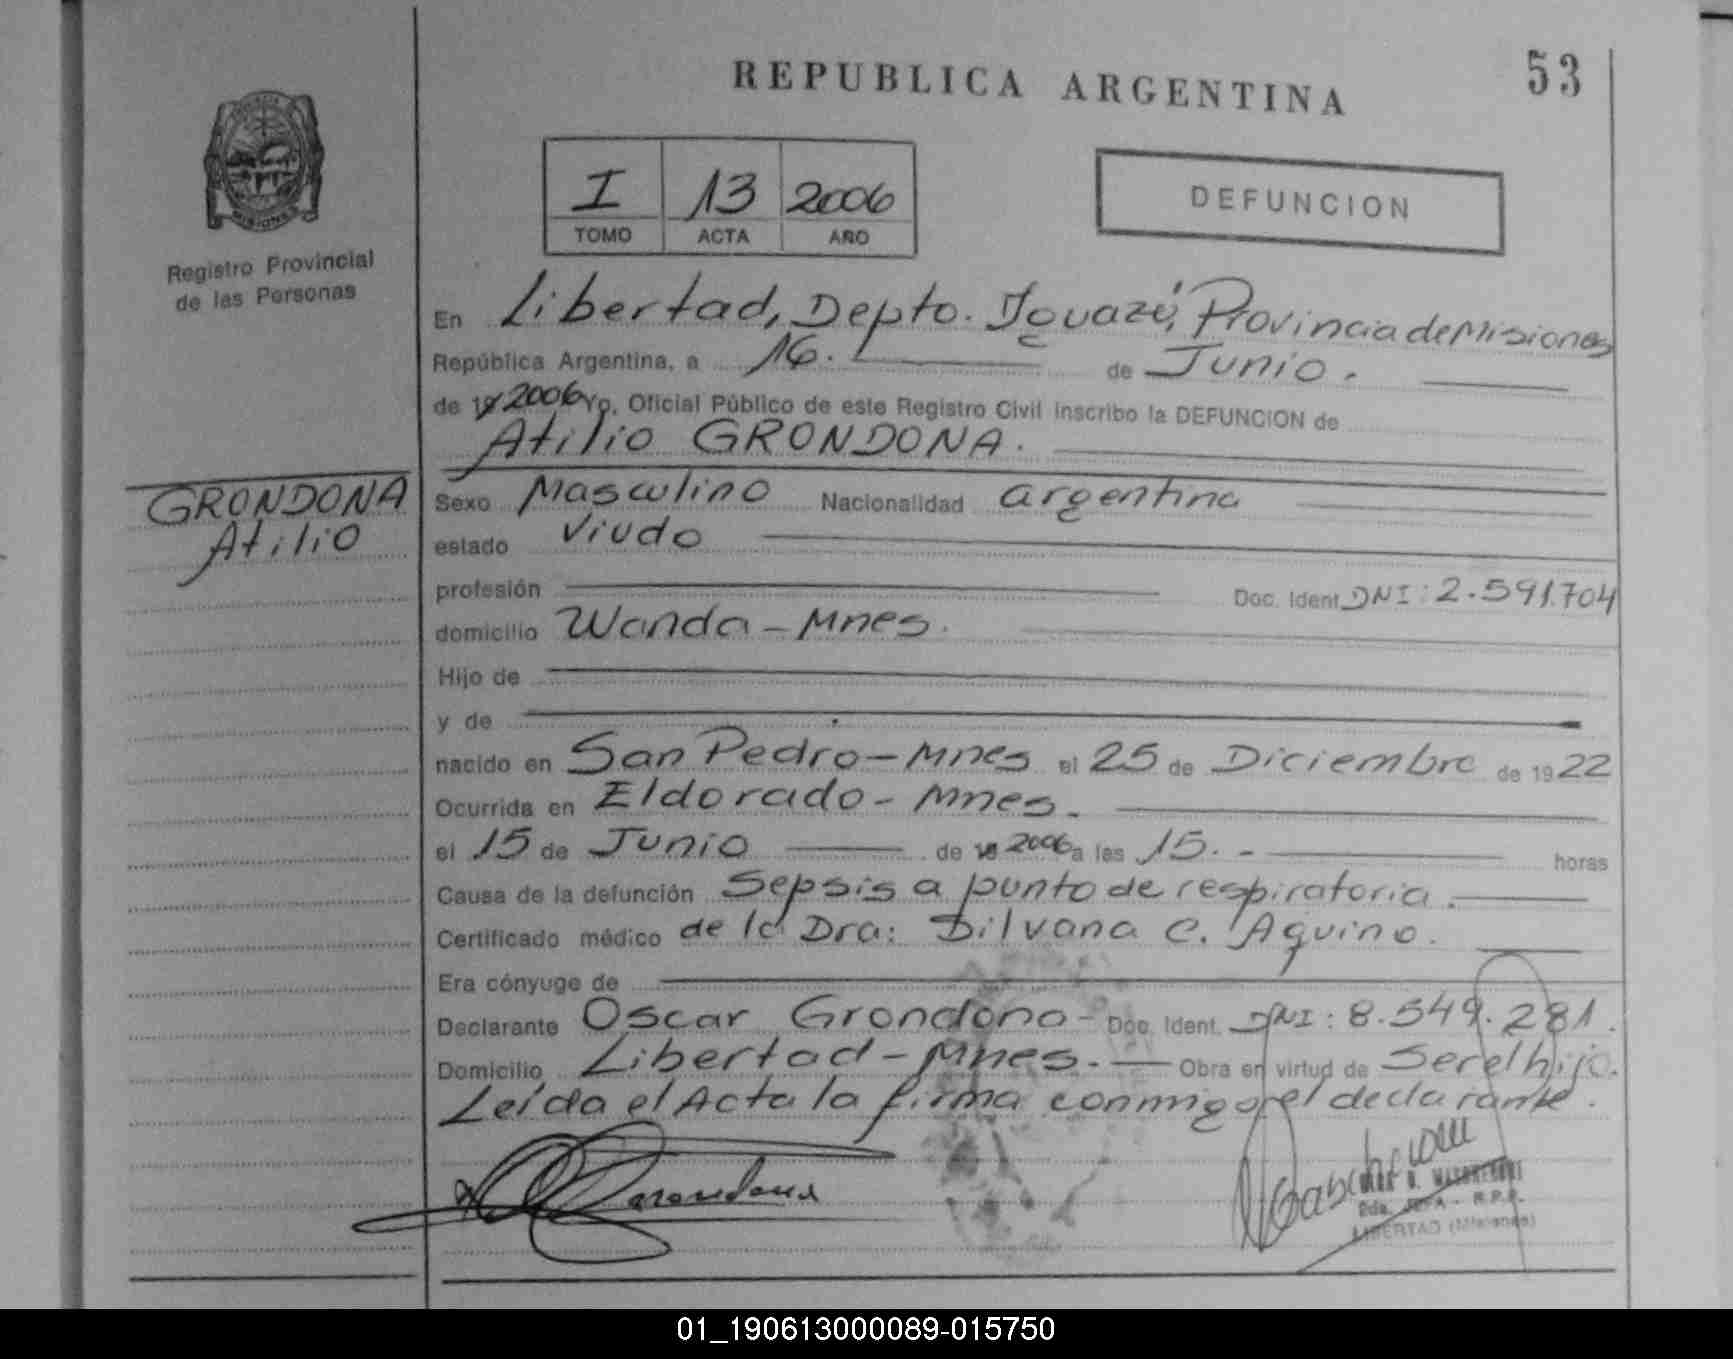 REPUBLICA ARGENTINA
53
I 13 2006
TOMO ACTA AÑO
DEFUNCION
MISIONES
Registro Provincial
de las Personas
En Libertad, Depto. Iguazú, Provincia de Misiones
República Argentina, a 16. de Junio.
de 19 2006 Yo, Oficial Público de este Registro Civil inscribo la DEFUNCION de
Atilio GRONDONA.
GRONDONA
Atilio
Sexo Masculino Nacionalidad argentina
estado Viudo
profesión Doc. Ident. DNI: 2.591.704
domicilio Wanda - Mnes.
Hijo de
y de
nacido en San Pedro - Mnes el 25 de Diciembre de 1922
Ocurrida en Eldorado - Mnes.
el 15 de Junio de 2006 a las 15. - horas
Causa de la defunción Sepsis a punto de respiratoria.
Certificado médico de la Dra: Silvana C. Aquino.
Era cónyuge de
Declarante Oscar Grondona - Doc. Ident. DNI: 8.549.281.
Domicilio Libertad - Mnes. Obra en virtud de Ser el hijo.
Leída el Acta la firma conmigo el declarante.
Grondona
LIBERTAD (Misiones)
01_190613000089-015750